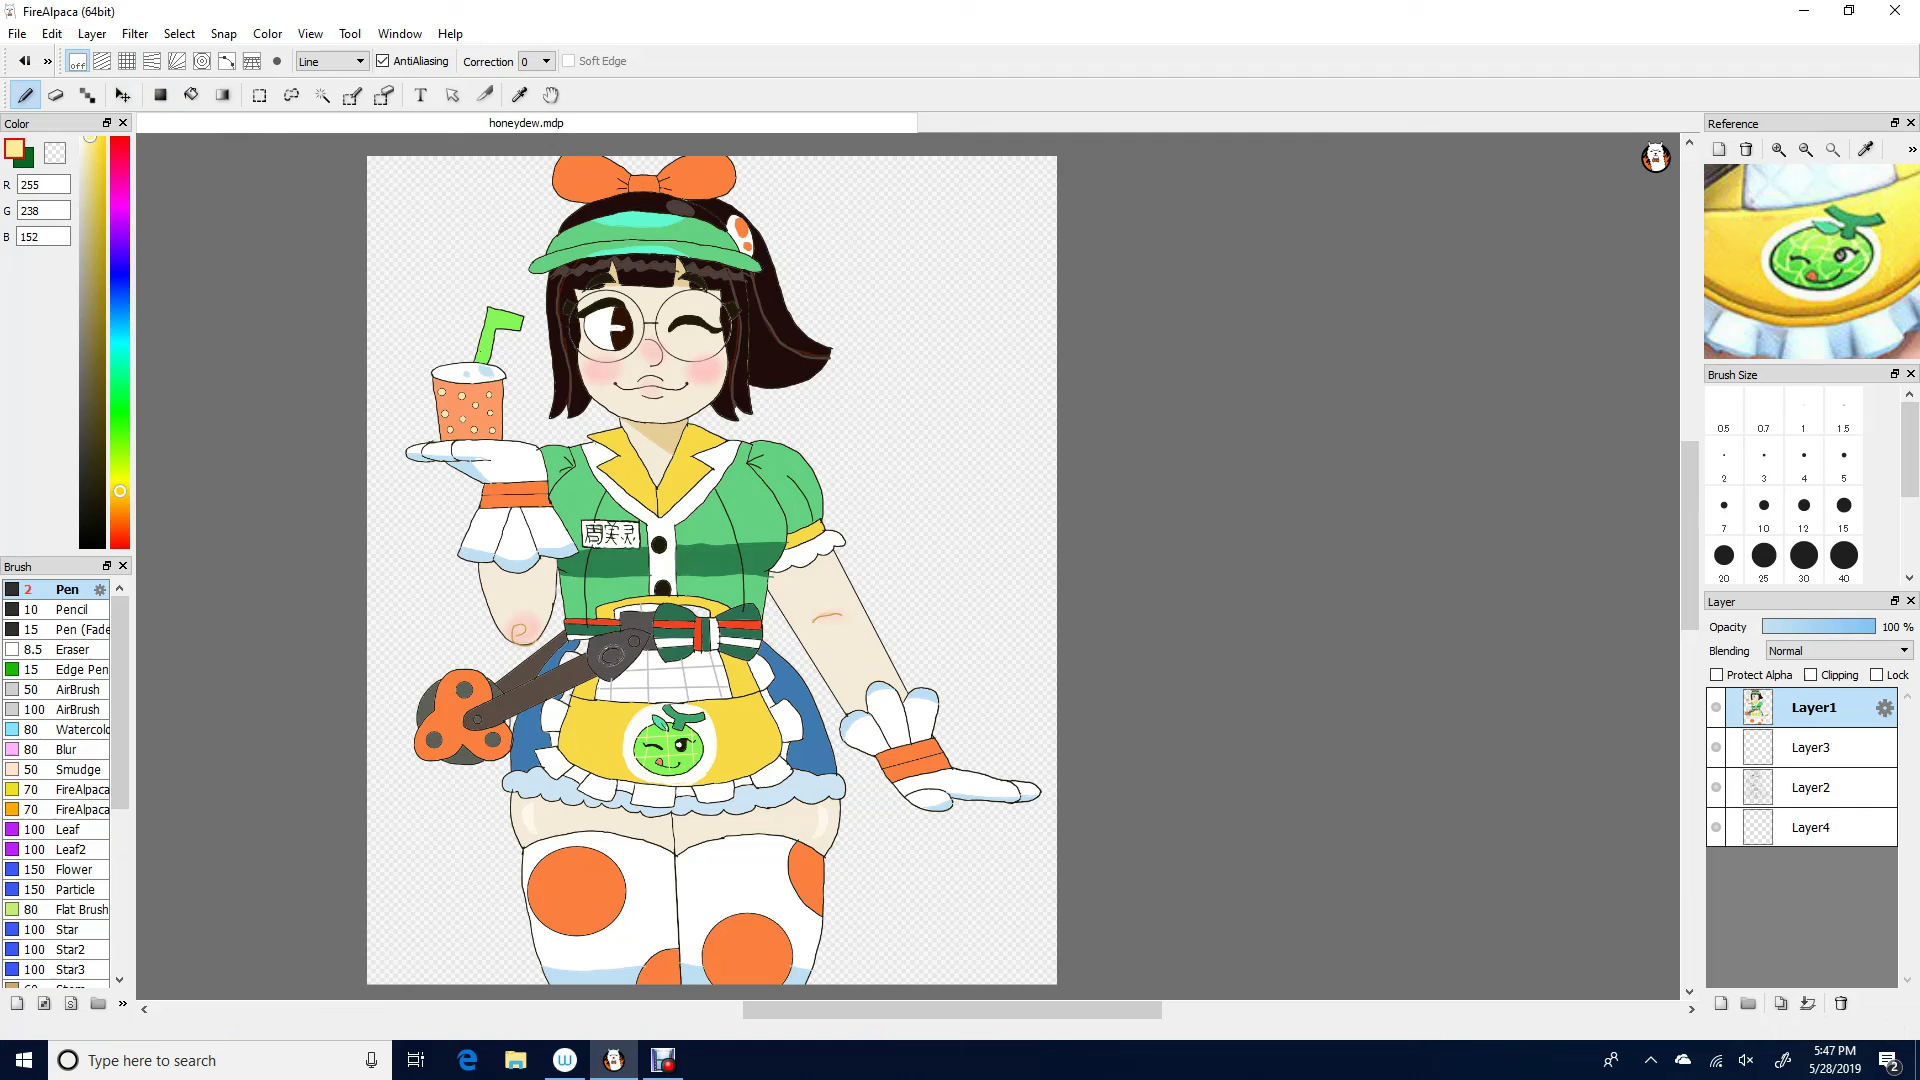 FireAlpaca (64bit)
File Edit Layer Filter Select Snap Color View Tool Window Help
off Line AntiAliasing Correction 0 Soft Edge
T
Color
honeydew.mdp
Reference
R 255
G 238
B 152
Brush Size
0.5 0.7 1 1.5
2 3 4 5
7 10 12 15
20 25 30 40
Brush
2 Pen
10 Pencil
15 Pen (Fade
8.5 Eraser
15 Edge Pen
50 AirBrush
100 AirBrush
80 Watercolo
80 Blur
50 Smudge
70 FireAlpaca
70 FireAlpaca
100 Leaf
100 Leaf2
150 Flower
150 Particle
80 Flat Brush
100 Star
100 Star2
100 Star3
Layer
Opacity 100 %
Blending Normal
Protect Alpha Clipping Lock
Layer1
Layer3
Layer2
Layer4
周美灵
Type here to search
5:47 PM
5/28/2019
2